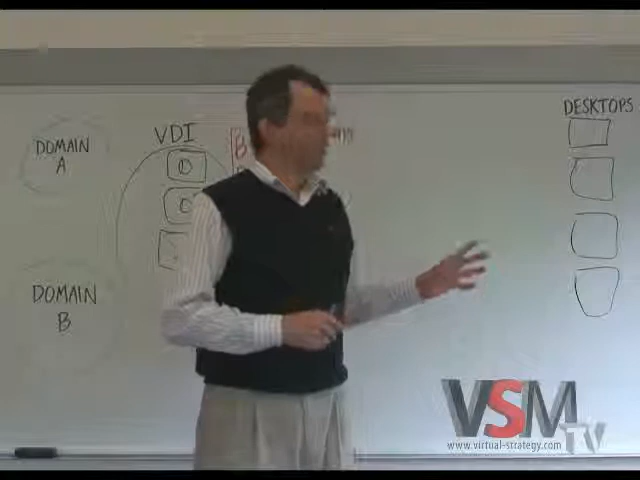 DESKTOPS
VDI
DOMAIN
A
DOMAIN
B
VSM
TV
www.virtual-strategy.com